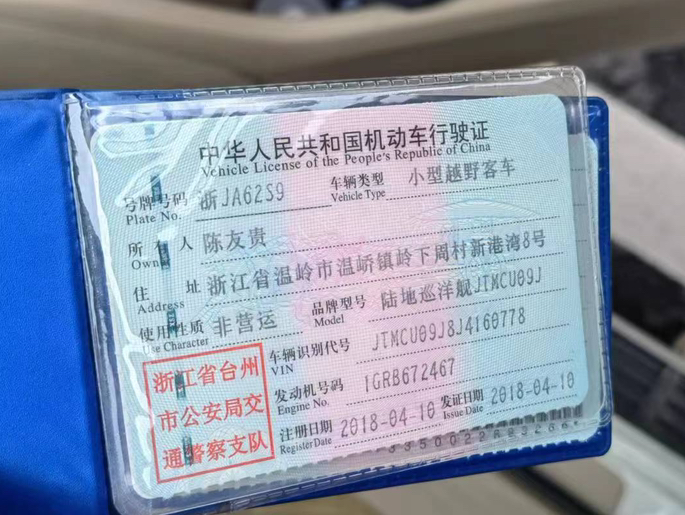 中华人民共和国机动车行驶证
Vehicle License of the People's Republic of China
号牌号码 浙JA62S9 车辆类型 小型越野客车
Plate No. Vehicle Type
所有人 陈友贵
Owner
住址 浙江省温岭市温峤镇岭下周村新港湾8号
Address
使用性质 非营运 品牌型号 陆地巡洋舰JTMCU09J
Use Character Model
车辆识别代号 JTMCU09J8J4160778
VIN
发动机号码 1GRB672467
Engine No.
注册日期 2018-04-10 发证日期 2018-04-10
Register Date Issue Date
浙江省台州
市公安局交
通警察支队